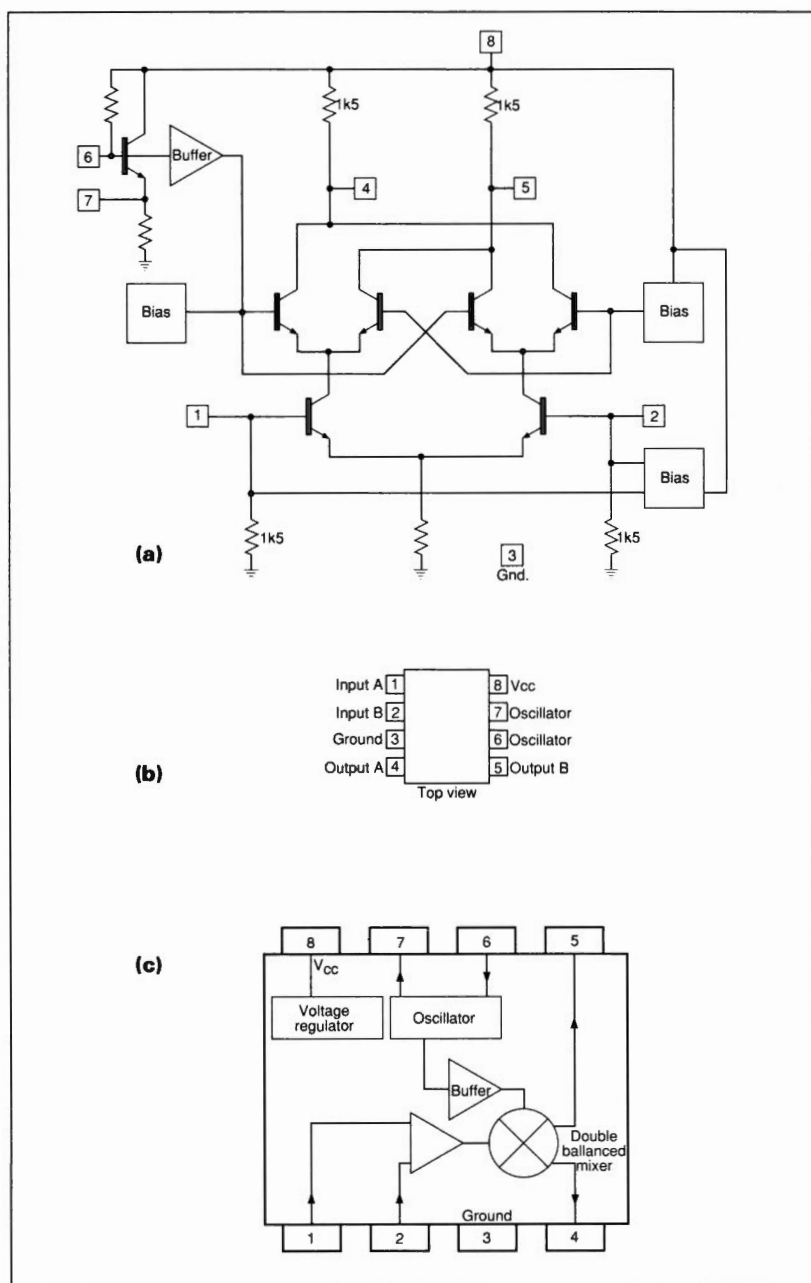 8
1k5
1k5
6
Buffer
4
5
7
Bias
Bias
1
2
Bias
1k5
1k5
(a)
3
Gnd.
Input A 1
8 Vcc
Input B 2
7 Oscillator
Ground 3
6 Oscillator
(b)
Output A 4
5 Output B
Top view
(c)
8
7
6
5
VCC
Voltage
regulator
Oscillator
Buffer
Double
ballanced
mixer
Ground
1
2
3
4